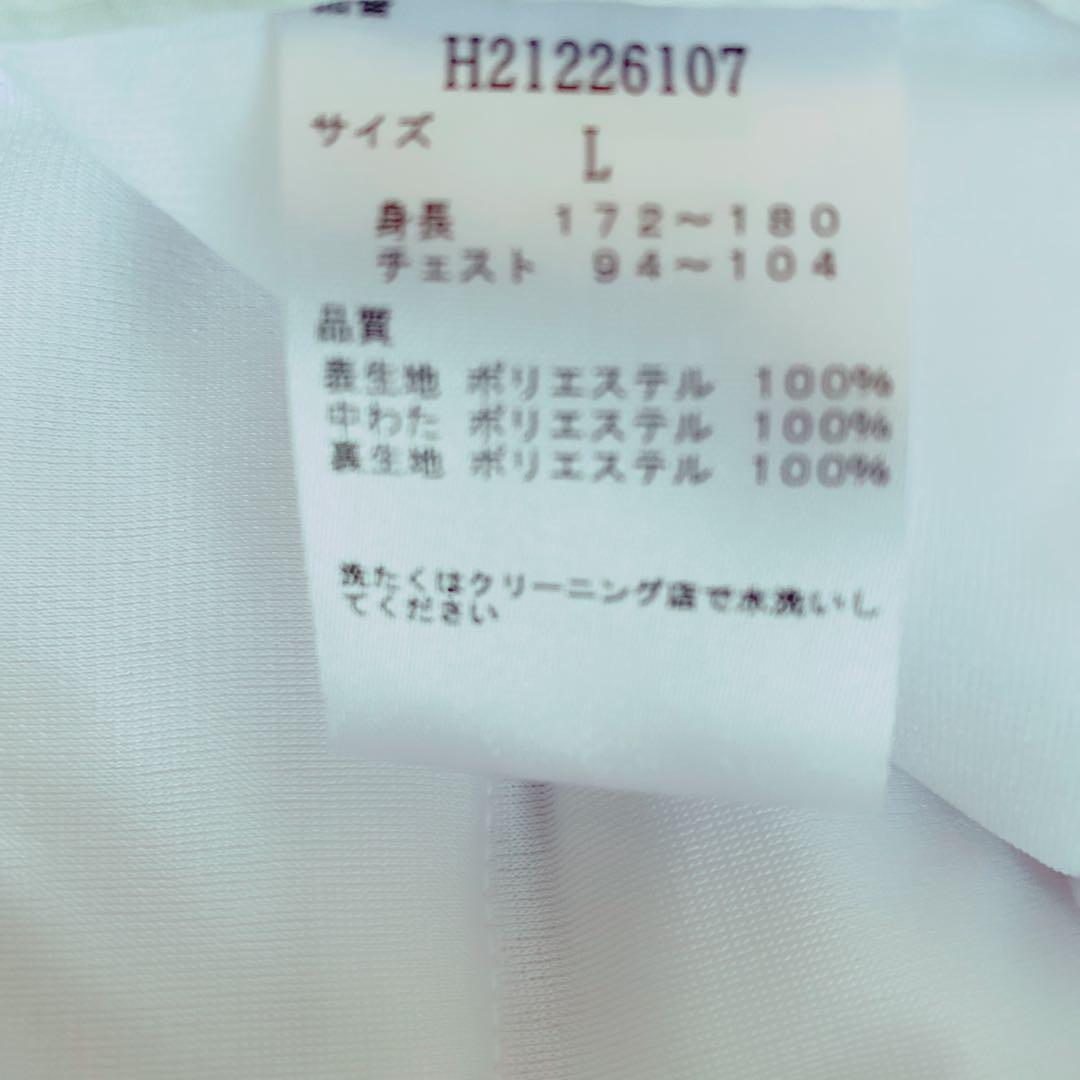 品番
H21226107
サイズ
L
身長 172～180
チェスト 94～104
品質
表生地 ポリエステル 100%
中わた ポリエステル 100%
裏生地 ポリエステル 100%
洗たくはクリーニング店で水洗いし
てください